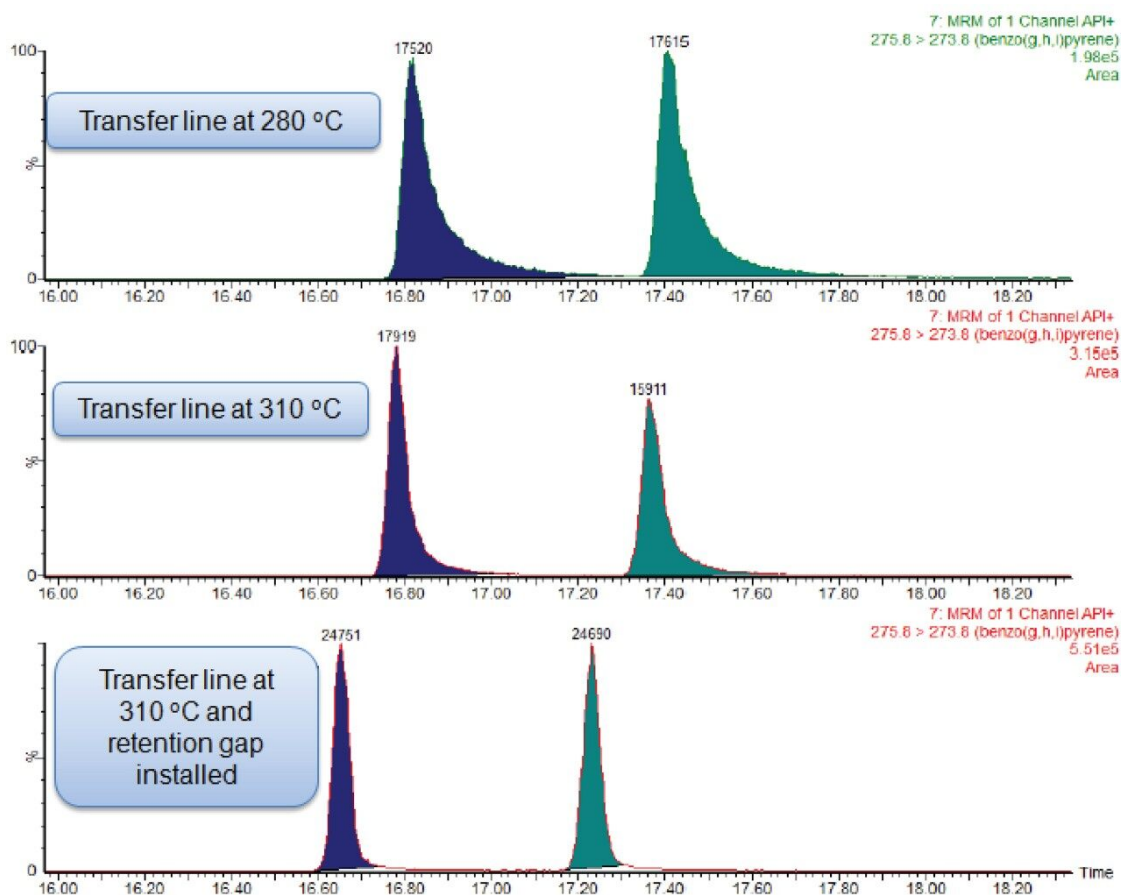 7: MRM of 1 Channel API+
275.8 > 273.8 (benzo(g,h,i)pyrene)
1.98e5
Area
17520
17615
100
%
0
Transfer line at 280 °C
16.00 16.20 16.40 16.60 16.80 17.00 17.20 17.40 17.60 17.80 18.00 18.20
7: MRM of 1 Channel API+
275.8 > 273.8 (benzo(g,h,i)pyrene)
3.15e5
Area
17919
15911
100
%
0
Transfer line at 310 °C
16.00 16.20 16.40 16.60 16.80 17.00 17.20 17.40 17.60 17.80 18.00 18.20
7: MRM of 1 Channel API+
275.8 > 273.8 (benzo(g,h,i)pyrene)
5.51e5
Area
24751
24690
%
0
Transfer line at
310 °C and
retention gap
installed
Time
16.00 16.20 16.40 16.60 16.80 17.00 17.20 17.40 17.60 17.80 18.00 18.20